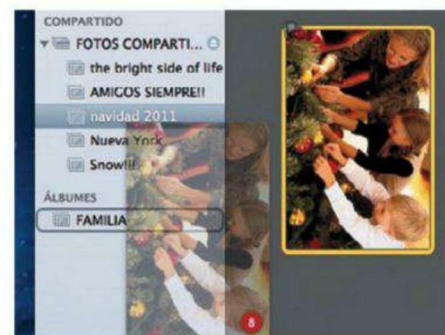 COMPARTIDO
FOTOS COMPARTI...
the bright side of life
AMIGOS SIEMPRE!!
navidad 2011
Nueva York
Snow!!!
ÁLBUMES
FAMILIA
8